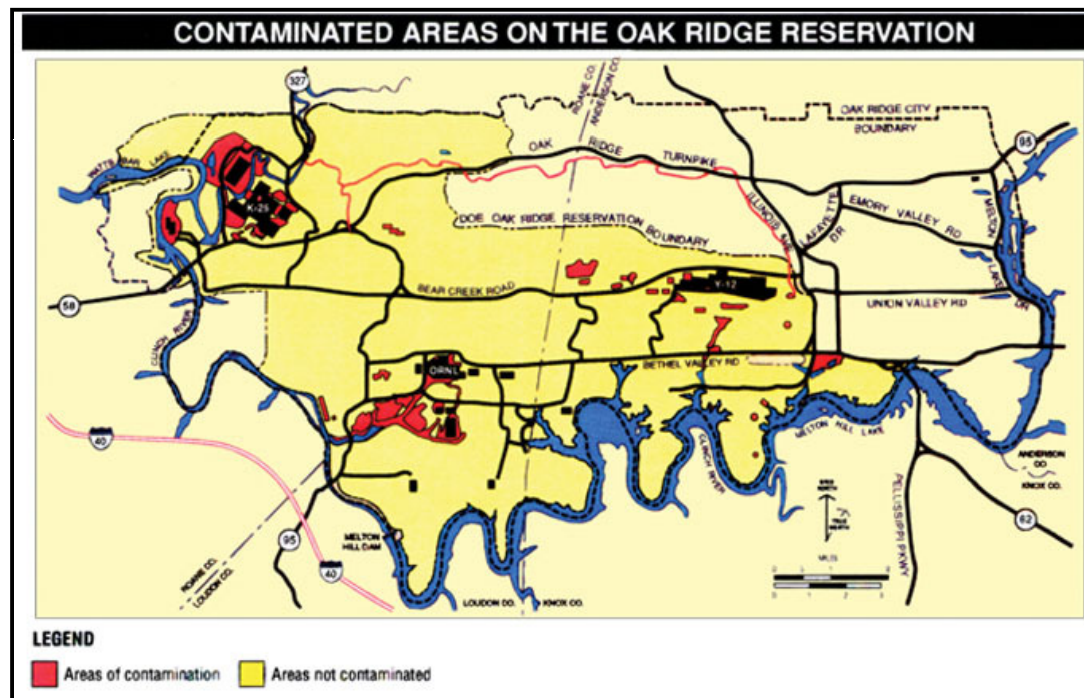 CONTAMINATED AREAS ON THE OAK RIDGE RESERVATION
327
ROANE CO.
ANDERSON CO.
OAK RIDGE CITY
BOUNDARY
95
WATTS BAR LAKE
OAK RIDGE TURNPIKE
K-25
ILLINOIS AVE
LAFAYETTE
DR
EMORY VALLEY RD
MELTON
LAKE
DR
DOE OAK RIDGE RESERVATION
BOUNDARY
58
BEAR CREEK ROAD
Y-12
UNION VALLEY RD
CLINCH RIVER
BETHEL VALLEY RD
ORNL
40
MELTON HILL LAKE
CLINCH RIVER
ANDERSON
CO
KNOX CO.
PELLISSIPPI PKWY
TRUE
NORTH
62
95
MELTON
HILL DAM
MILES
ROANE CO.
LOUDON CO.
40
LOUDON CO.
KNOX CO.
LEGEND
Areas of contamination
Areas not contaminated